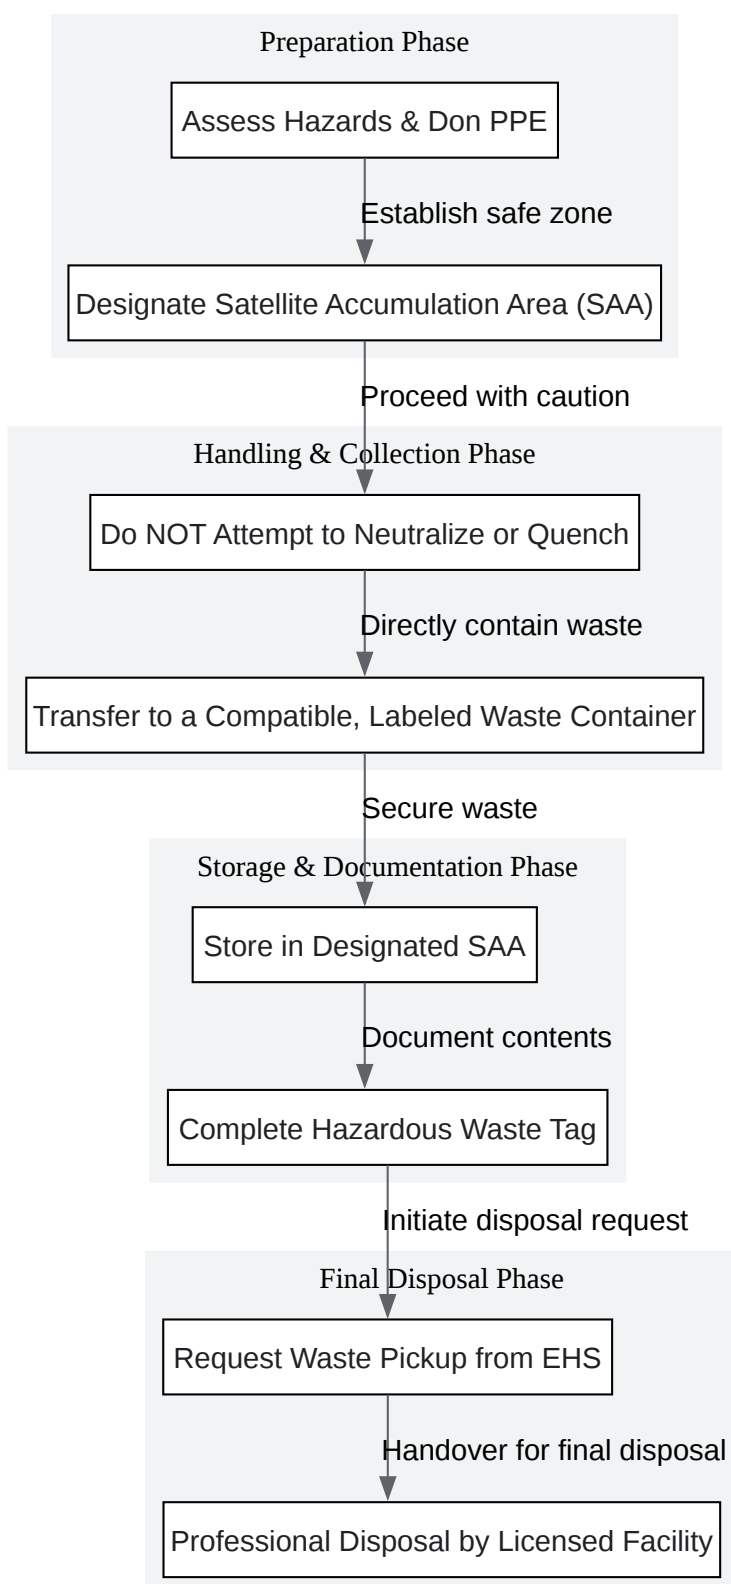 Preparation Phase
Assess Hazards & Don PPE
Establish safe zone
Designate Satellite Accumulation Area (SAA)
Proceed with caution
Handling & Collection Phase
Do NOT Attempt to Neutralize or Quench
Directly contain waste
Transfer to a Compatible, Labeled Waste Container
Secure waste
Storage & Documentation Phase
Store in Designated SAA
Document contents
Complete Hazardous Waste Tag
Initiate disposal request
Final Disposal Phase
Request Waste Pickup from EHS
Handover for final disposal
Professional Disposal by Licensed Facility